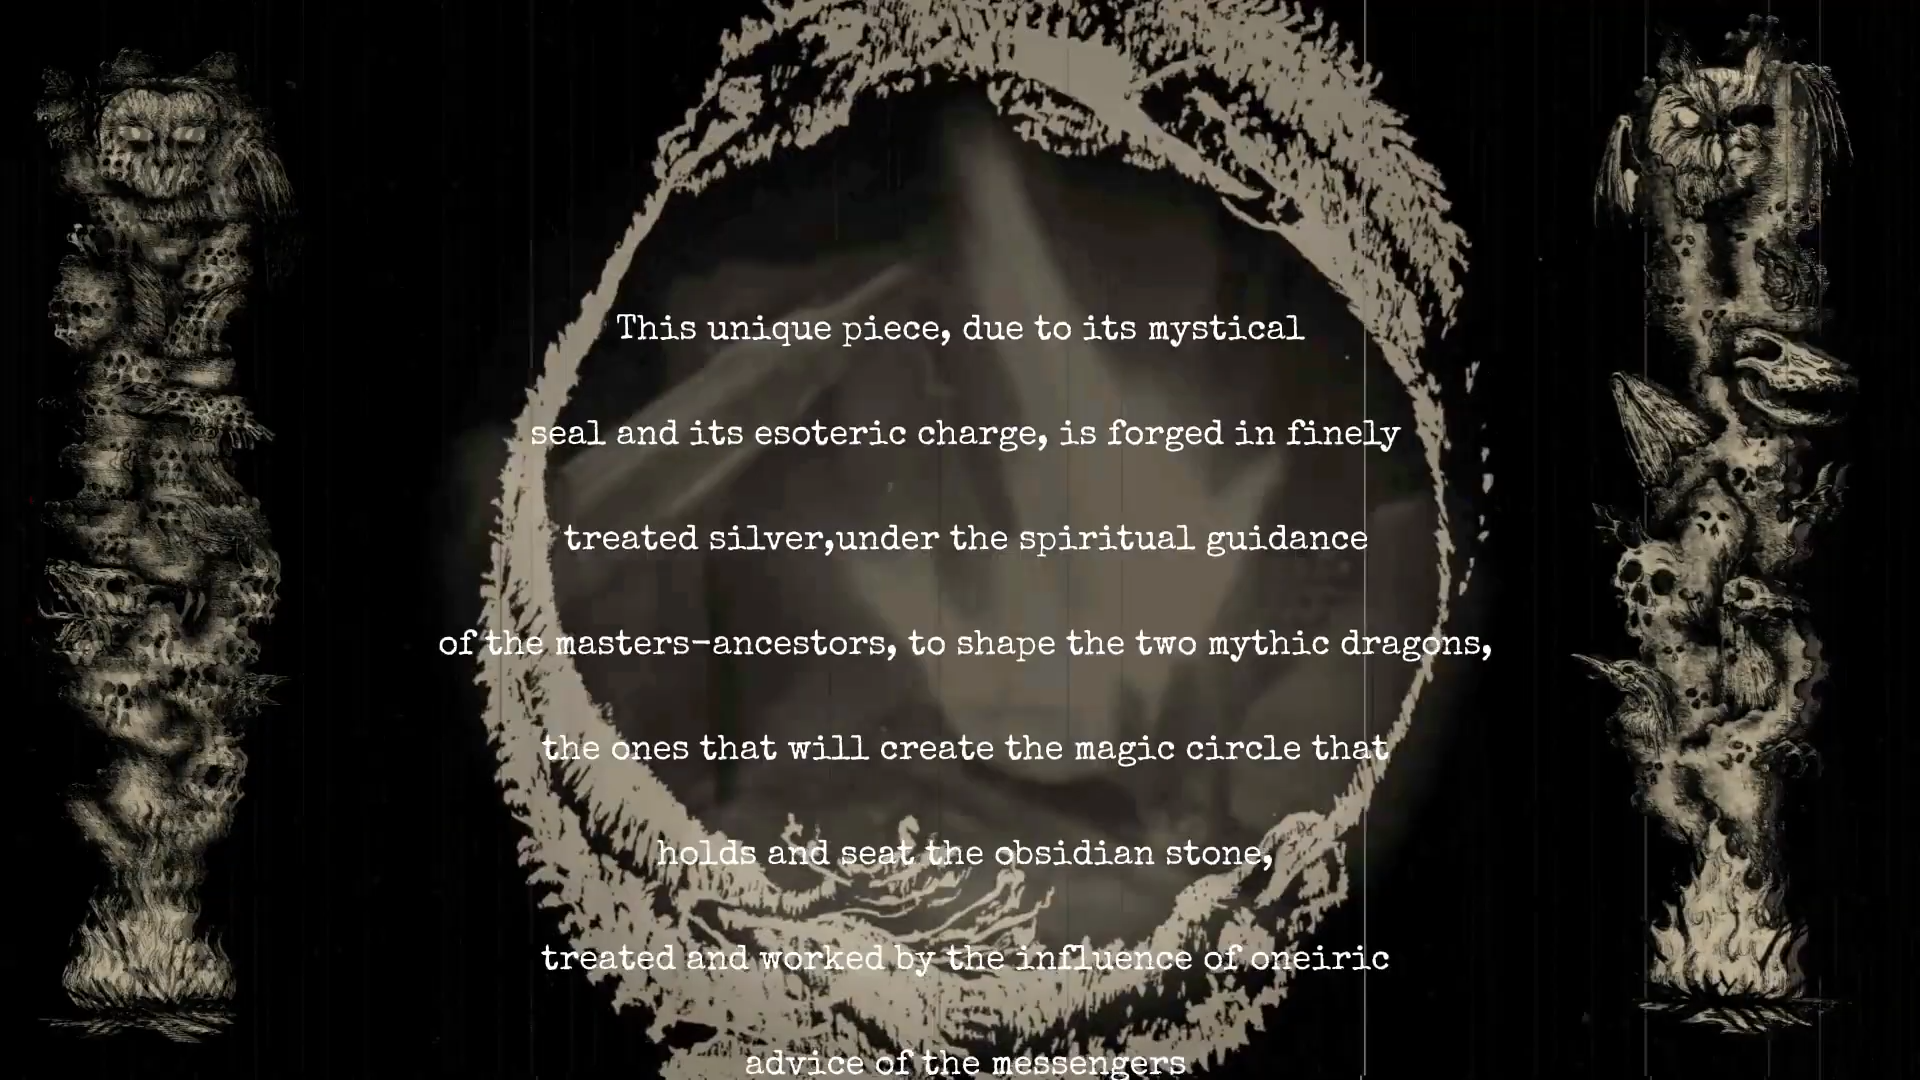 This unique piece, due to its mystical
seal and its esoteric charge, is forged in finely
treated silver,under the spiritual guidance
of the masters-ancestors, to shape the two mythic dragons,
the ones that will create the magic circle that
holds and seat the obsidian stone,
treated and worked by the influence of oneiric
advice of the messengers